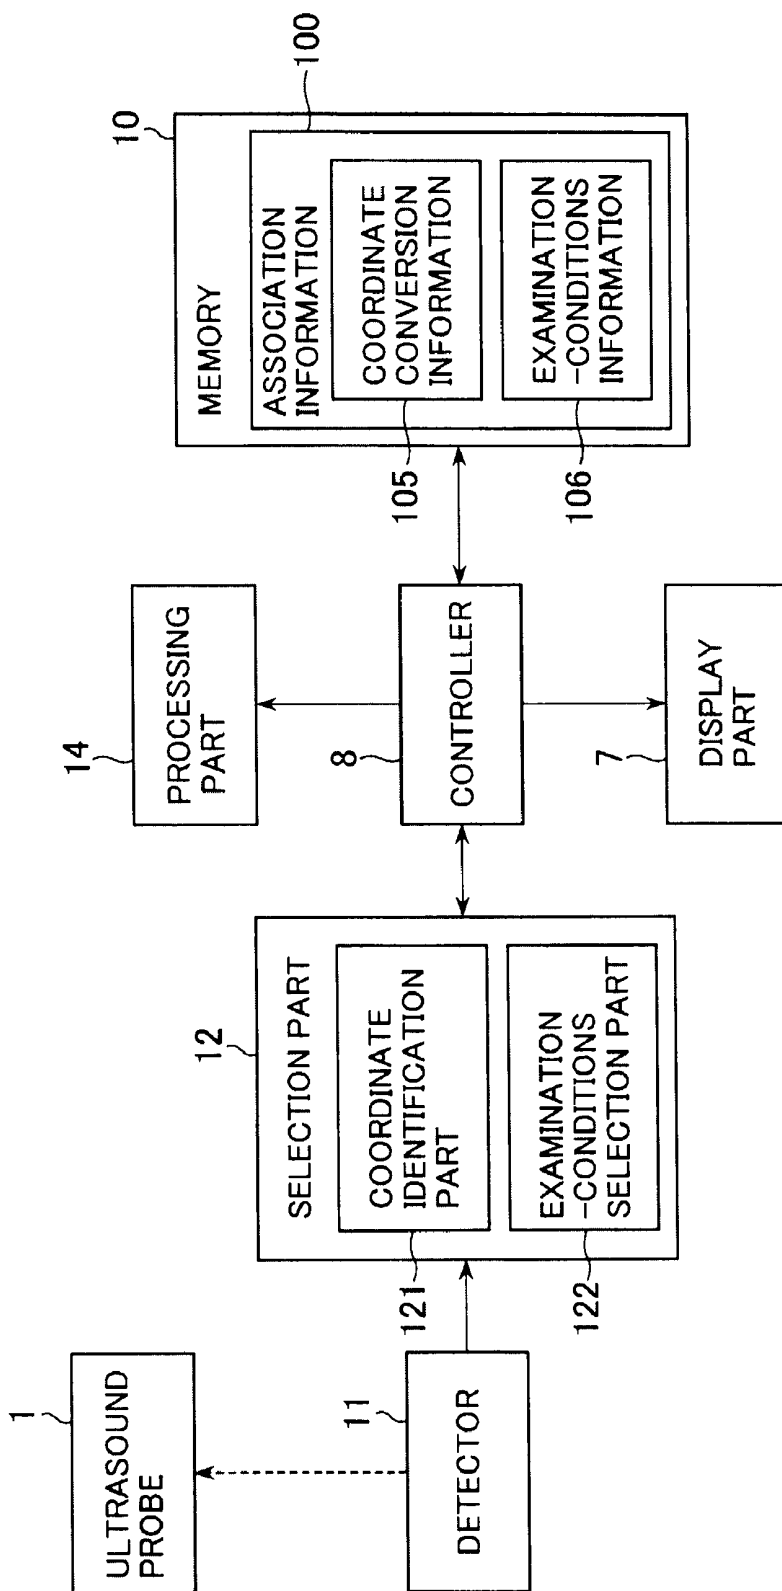 1
ULTRASOUND
PROBE
11
DETECTOR
12
SELECTION PART
COORDINATE
IDENTIFICATION
PART
121
EXAMINATION
-CONDITIONS
SELECTION PART
122
14
PROCESSING
PART
8
CONTROLLER
7
DISPLAY
PART
10
100
MEMORY
ASSOCIATION
INFORMATION
COORDINATE
CONVERSION
INFORMATION
105
EXAMINATION
-CONDITIONS
INFORMATION
106